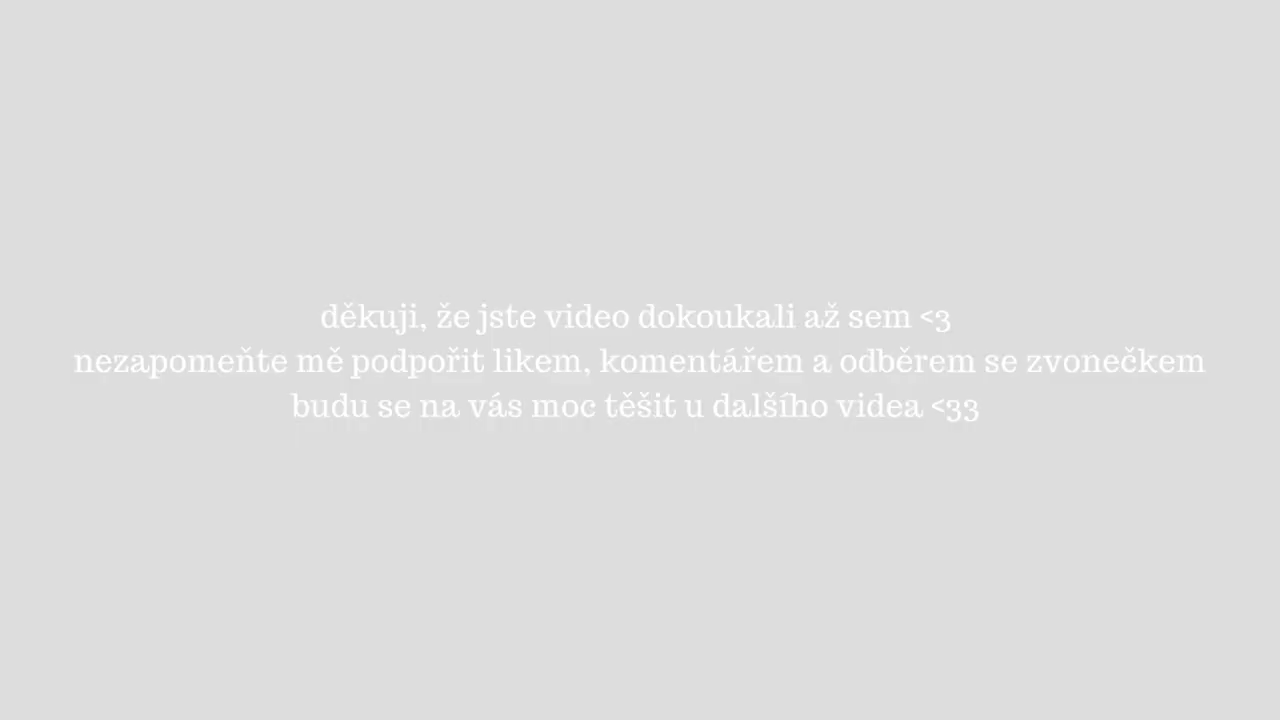 děkuji, že jste video dokoukali až sem <3
nezapomeňte mě podpořit likem, komentářem a odběrem se zvonečkem
budu se na vás moc těšit u dalšího videa <33